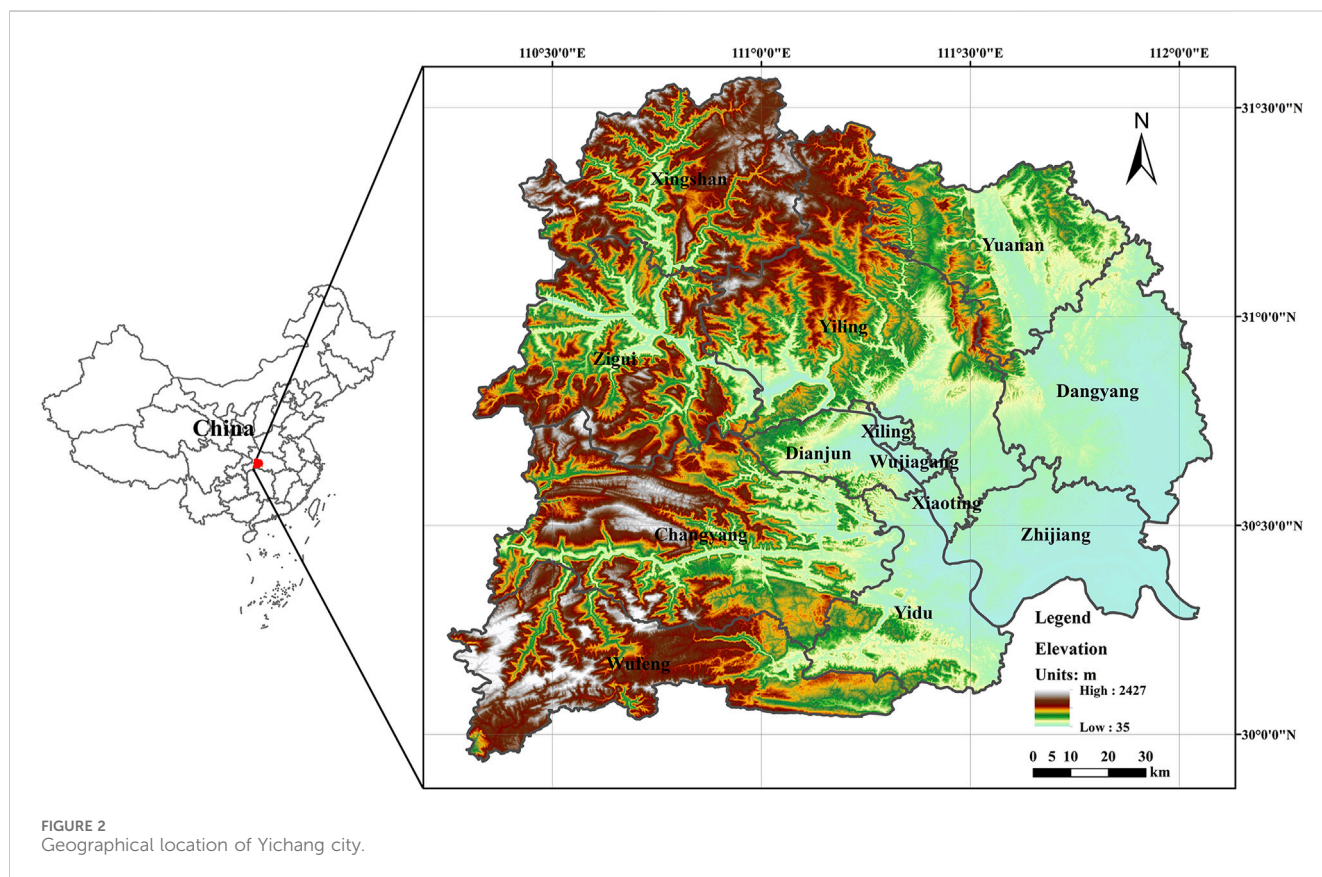 110°30'0"E
111°0'0"E
111°30'0"E
112°0'0"E
31°30'0"N
N
Xingshan
Yuanan
31°0'0"N
Yiling
Zigui
Dangyang
China
Xiling
Dianjun
Wujiagang
Xiaoting
30°30'0"N
Changyang
Zhijiang
Yidu
Legend
Elevation
Wufeng
Units: m
High : 2427
Low : 35
30°0'0"N
0 5 10 20 30
km
FIGURE 2
Geographical location of Yichang city.